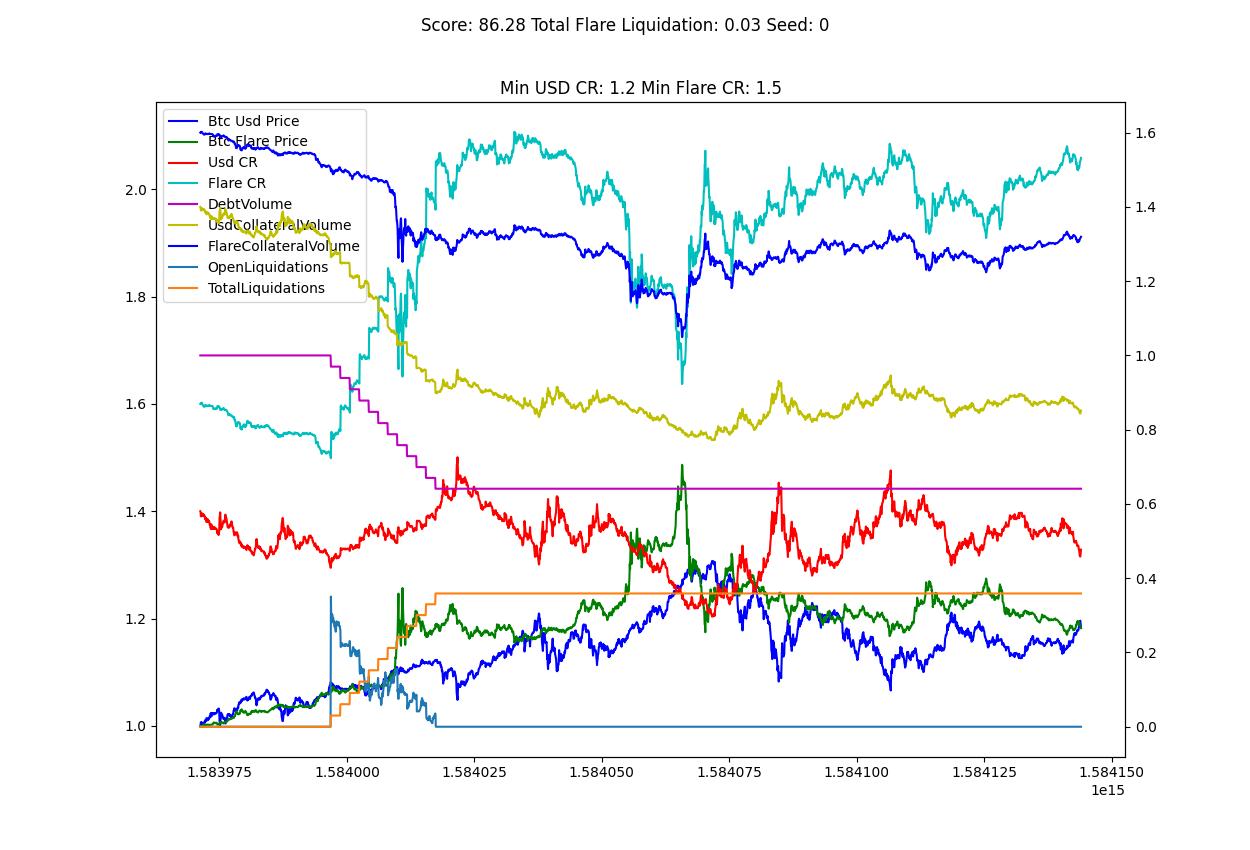 Score: 86.28 Total Flare Liquidation: 0.03 Seed: 0
Min USD CR: 1.2 Min Flare CR: 1.5
Btc Usd Price
Btc Flare Price
Usd CR
Flare CR
DebtVolume
UsdCollateralVolume
FlareCollateralVolume
OpenLiquidations
TotalLiquidations
2.0
1.8
1.6
1.4
1.2
1.0
1.6
1.4
1.2
1.0
0.8
0.6
0.4
0.2
0.0
1.583975 1.584000 1.584025 1.584050 1.584075 1.584100 1.584125 1.584150
1e15